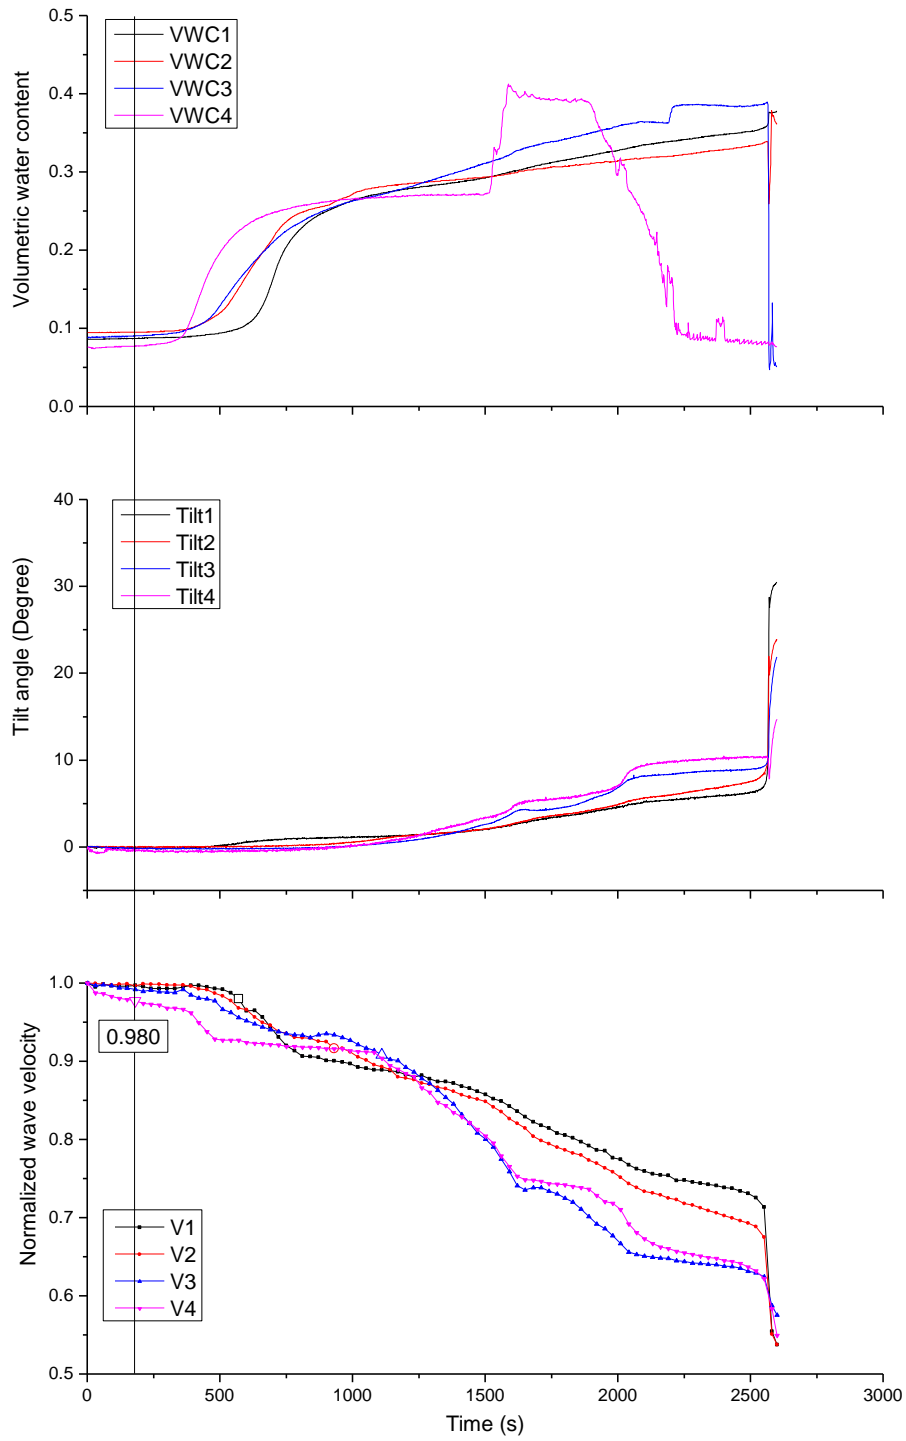 0.5
0.4
0.3
0.2
0.1
0.0
Volumetric water content
VWC1
VWC2
VWC3
VWC4
40
30
20
10
0
Tilt angle (Degree)
Tilt1
Tilt2
Tilt3
Tilt4
1.0
0.9
0.8
0.7
0.6
0.5
Normalized wave velocity
0.980
V1
V2
V3
V4
0 500 1000 1500 2000 2500 3000
Time (s)